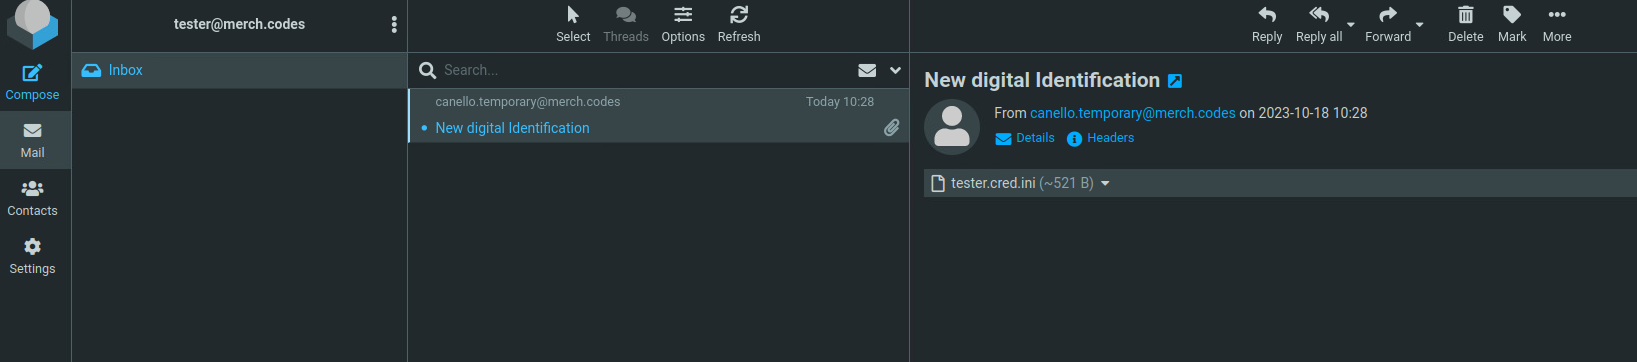 tester@merch.codes
Select
Threads
Options
Refresh
Reply
Reply all
Forward
Delete
Mark
More
Compose
Mail
Contacts
Settings
Inbox
Search...
canello.temporary@merch.codes Today 10:28
• New digital Identification
New digital Identification
From canello.temporary@merch.codes on 2023-10-18 10:28
Details Headers
tester.cred.ini (~521 B)